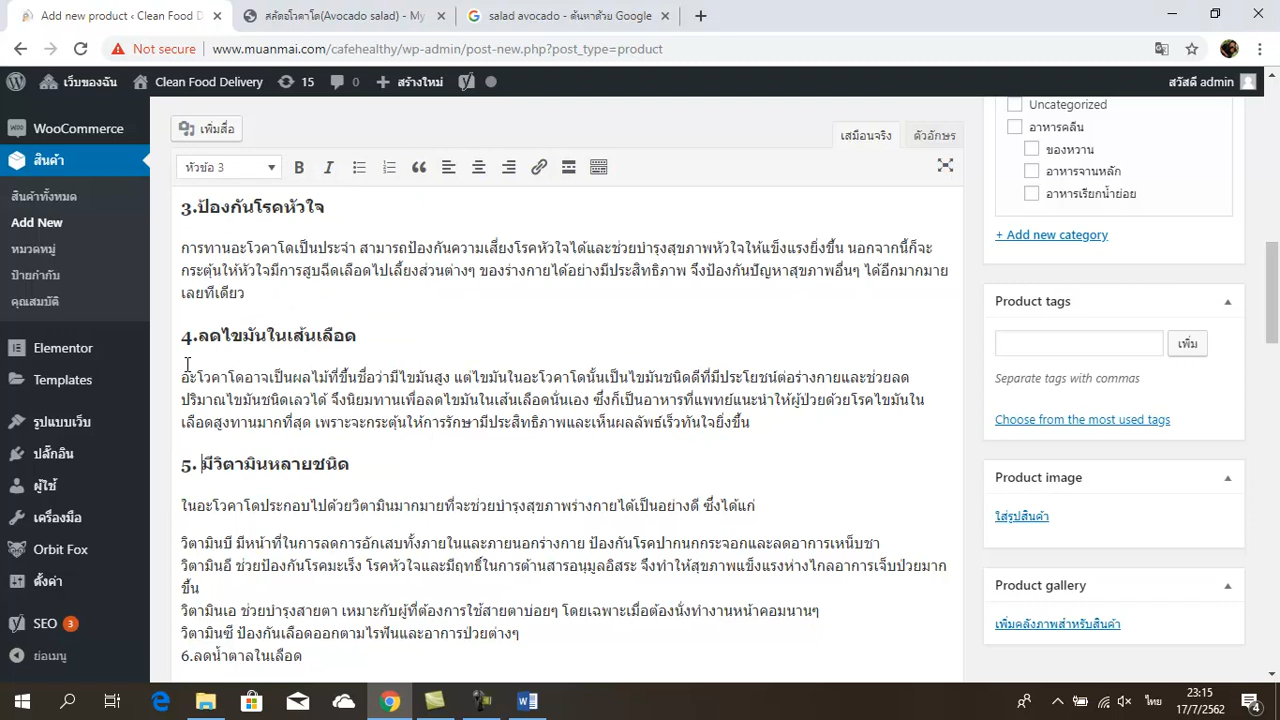 Add new product ‹ Clean Food D
สลัดอโวคาโด(Avocado salad) - My
salad avocado - ค้นหาด้วย Google
Not secure
www.muanmai.com/cafehealthy/wp-admin/post-new.php?post_type=product
เว็บของฉัน
Clean Food Delivery
15
0
สร้างใหม่
สวัสดี admin
WooCommerce
สินค้า
สินค้าทั้งหมด
Add New
หมวดหมู่
ป้ายกำกับ
คุณสมบัติ
Elementor
Templates
รูปแบบเว็บ
ปลั๊กอิน
ผู้ใช้
เครื่องมือ
Orbit Fox
ตั้งค่า
SEO 3
ย่อเมนู
เพิ่มสื่อ
เสมือนจริง
ตัวอักษร
หัวข้อ 3
B I
3.ป้องกันโรคหัวใจ
การทานอะโวคาโดเป็นประจำ สามารถป้องกันความเสี่ยงโรคหัวใจได้และช่วยบำรุงสุขภาพหัวใจให้แข็งแรงยิ่งขึ้น นอกจากนี้ก็จะ
กระตุ้นให้หัวใจมีการสูบฉีดเลือดไปเลี้ยงส่วนต่างๆ ของร่างกายได้อย่างมีประสิทธิภาพ จึงป้องกันปัญหาสุขภาพอื่นๆ ได้อีกมากมาย
เลยทีเดียว
4.ลดไขมันในเส้นเลือด
อะโวคาโดอาจเป็นผลไม้ที่ขึ้นชื่อว่ามีไขมันสูง แต่ไขมันในอะโวคาโดนั้นเป็นไขมันชนิดดีที่มีประโยชน์ต่อร่างกายและช่วยลด
ปริมาณไขมันชนิดเลวได้ จึงนิยมทานเพื่อลดไขมันในเส้นเลือดนั่นเอง ซึ่งก็เป็นอาหารที่แพทย์แนะนำให้ผู้ป่วยด้วยโรคไขมันใน
เลือดสูงทานมากที่สุด เพราะจะกระตุ้นให้การรักษามีประสิทธิภาพและเห็นผลลัพธ์เร็วทันใจยิ่งขึ้น
5. มีวิตามินหลายชนิด
ในอะโวคาโดประกอบไปด้วยวิตามินมากมายที่จะช่วยบำรุงสุขภาพร่างกายได้เป็นอย่างดี ซึ่งได้แก่
วิตามินบี มีหน้าที่ในการลดการอักเสบทั้งภายในและภายนอกร่างกาย ป้องกันโรคปากนกกระจอกและลดอาการเหน็บชา
วิตามินอี ช่วยป้องกันโรคมะเร็ง โรคหัวใจและมีฤทธิ์ในการต้านสารอนุมูลอิสระ จึงทำให้สุขภาพแข็งแรงห่างไกลอาการเจ็บป่วยมาก
ขึ้น
วิตามินเอ ช่วยบำรุงสายตา เหมาะกับผู้ที่ต้องการใช้สายตาบ่อยๆ โดยเฉพาะเมื่อต้องนั่งทำงานหน้าคอมนานๆ
วิตามินซี ป้องกันเลือดออกตามไรฟันและอาการป่วยต่างๆ
6.ลดน้ำตาลในเลือด
Uncategorized
อาหารคลีน
ของหวาน
อาหารจานหลัก
อาหารเรียกน้ำย่อย
+ Add new category
Product tags
เพิ่ม
Separate tags with commas
Choose from the most used tags
Product image
ใส่รูปสินค้า
Product gallery
เพิ่มคลังภาพสำหรับสินค้า
ไทย
23:15
17/7/2562
4